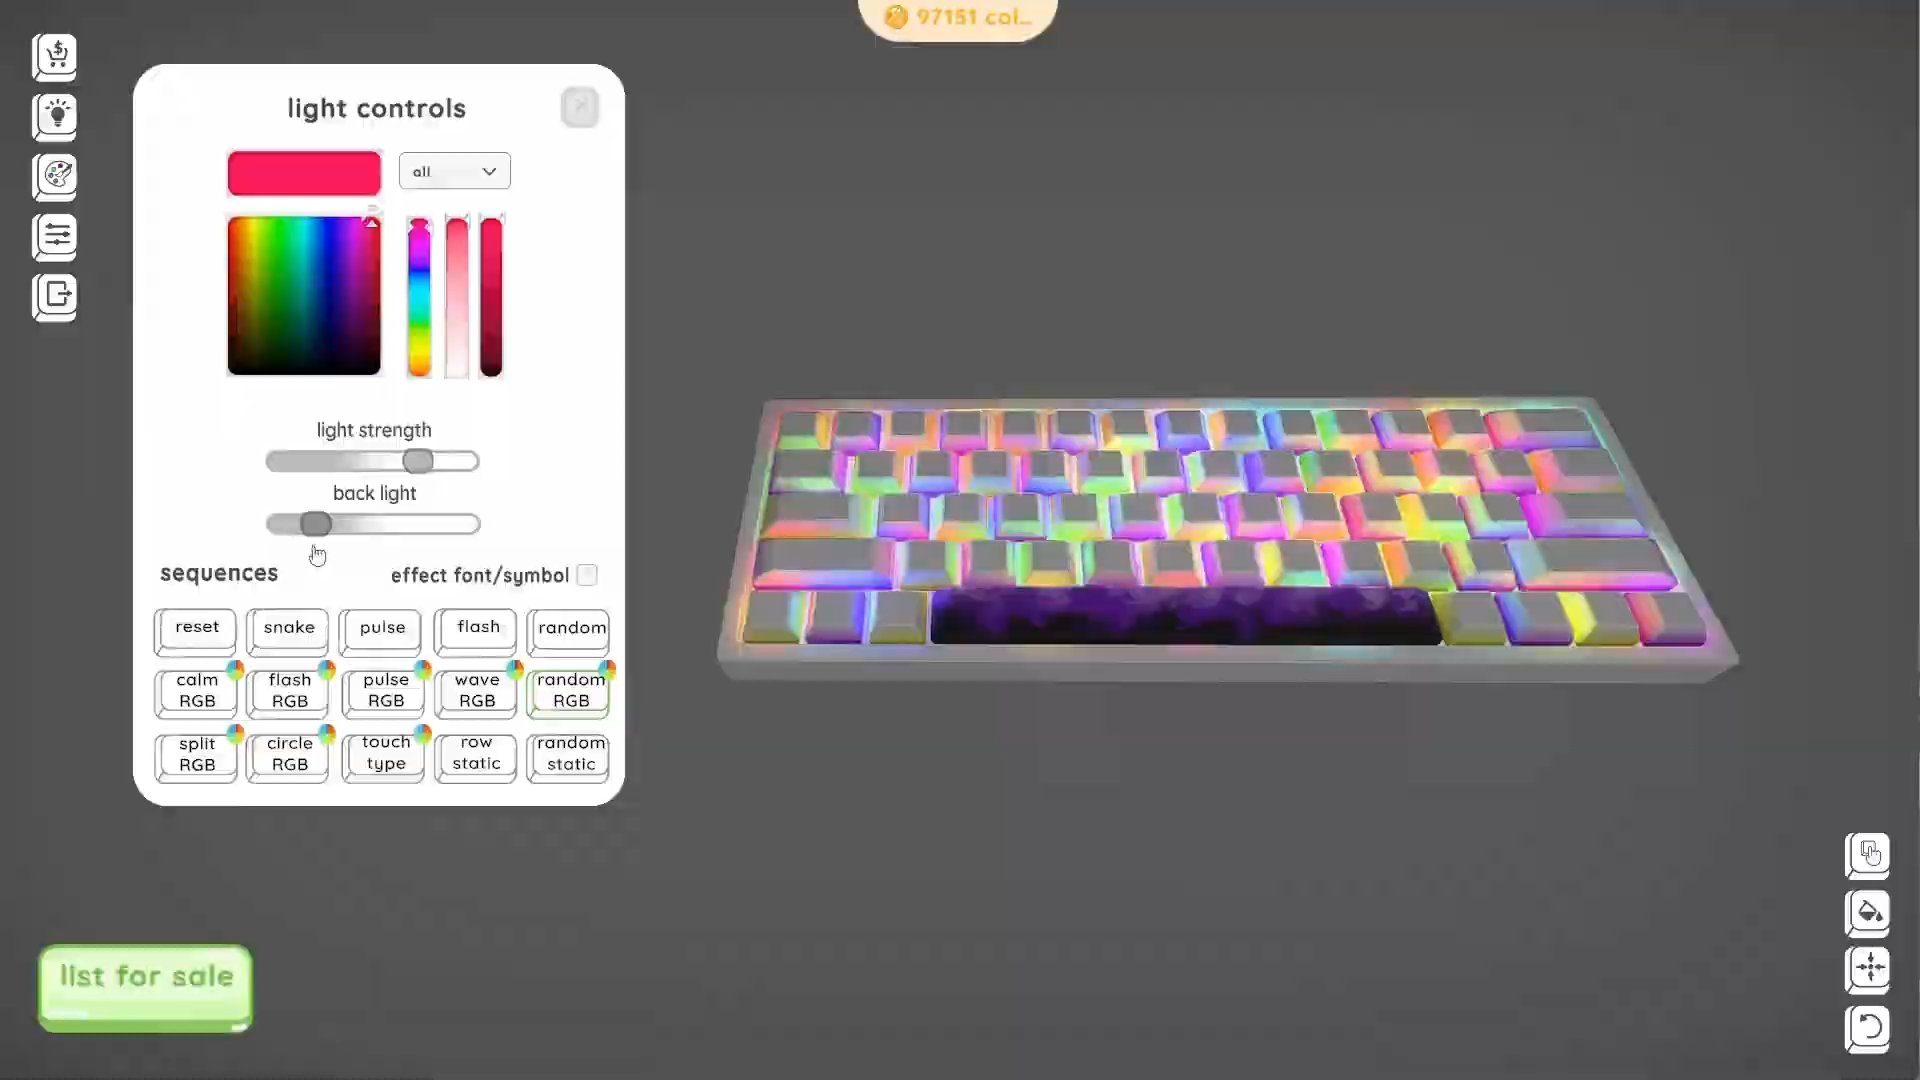 97151 col...
light controls
all
light strength
back light
sequences
effect font/symbol
reset
snake
pulse
flash
random
calm
RGB
flash
RGB
pulse
RGB
wave
RGB
random
RGB
split
RGB
circle
RGB
touch
type
row
static
random
static
list for sale